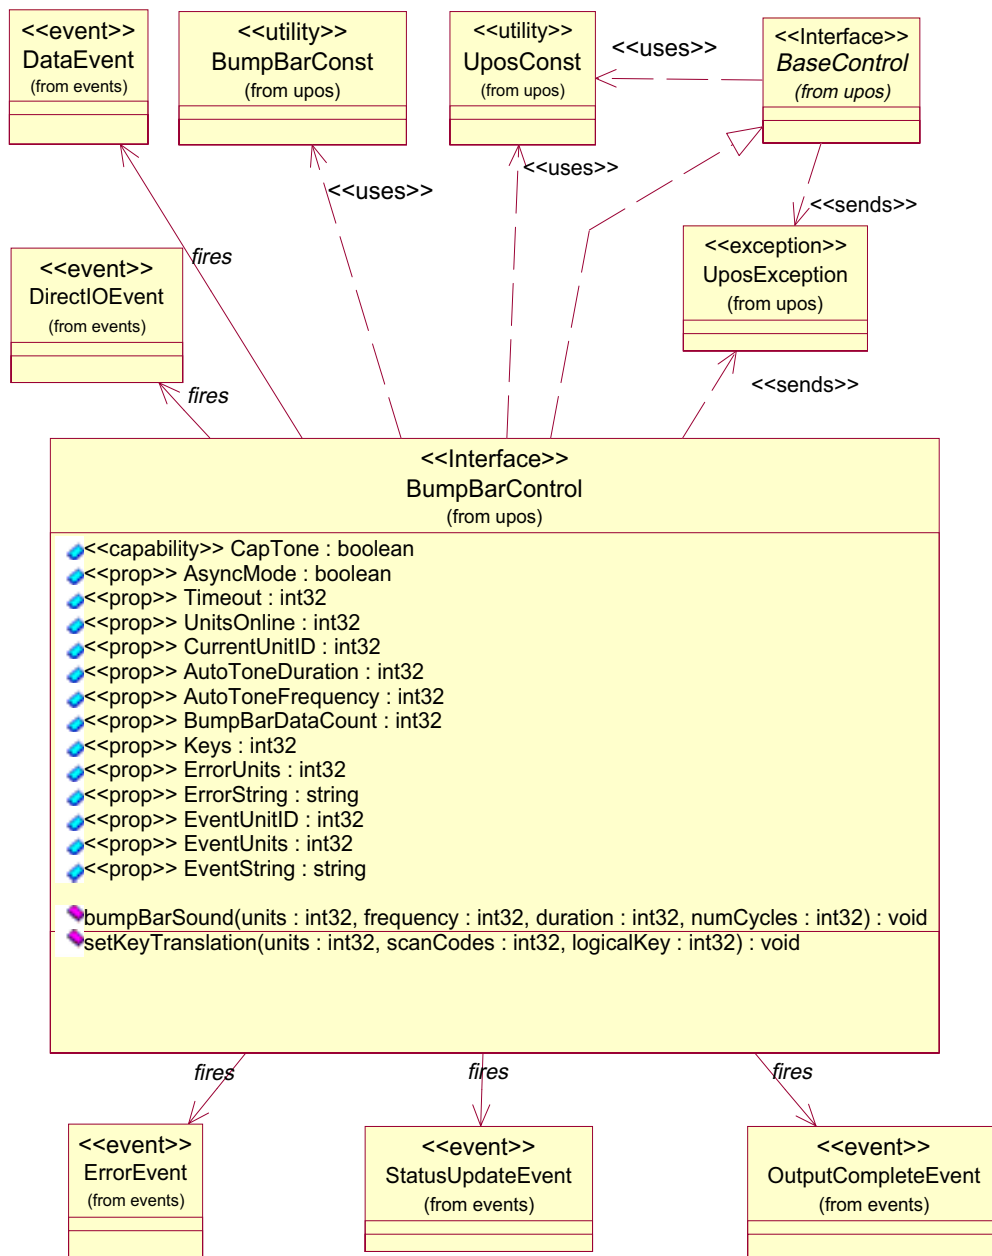 <<event>>
DataEvent
(from events)
<<utility>>
BumpBarConst
(from upos)
<<utility>>
UposConst
(from upos)
<<uses>>
<<Interface>>
BaseControl
(from upos)
<<uses>>
<<uses>>
<<sends>>
<<event>>
DirectIOEvent
(from events)
fires
<<exception>>
UposException
(from upos)
fires
<<sends>>
<<Interface>>
BumpBarControl
(from upos)
<<capability>> CapTone : boolean
<<prop>> AsyncMode : boolean
<<prop>> Timeout : int32
<<prop>> UnitsOnline : int32
<<prop>> CurrentUnitID : int32
<<prop>> AutoToneDuration : int32
<<prop>> AutoToneFrequency : int32
<<prop>> BumpBarDataCount : int32
<<prop>> Keys : int32
<<prop>> ErrorUnits : int32
<<prop>> ErrorString : string
<<prop>> EventUnitID : int32
<<prop>> EventUnits : int32
<<prop>> EventString : string
bumpBarSound(units : int32, frequency : int32, duration : int32, numCycles : int32) : void
setKeyTranslation(units : int32, scanCodes : int32, logicalKey : int32) : void
fires
fires
fires
<<event>>
ErrorEvent
(from events)
<<event>>
StatusUpdateEvent
(from events)
<<event>>
OutputCompleteEvent
(from events)